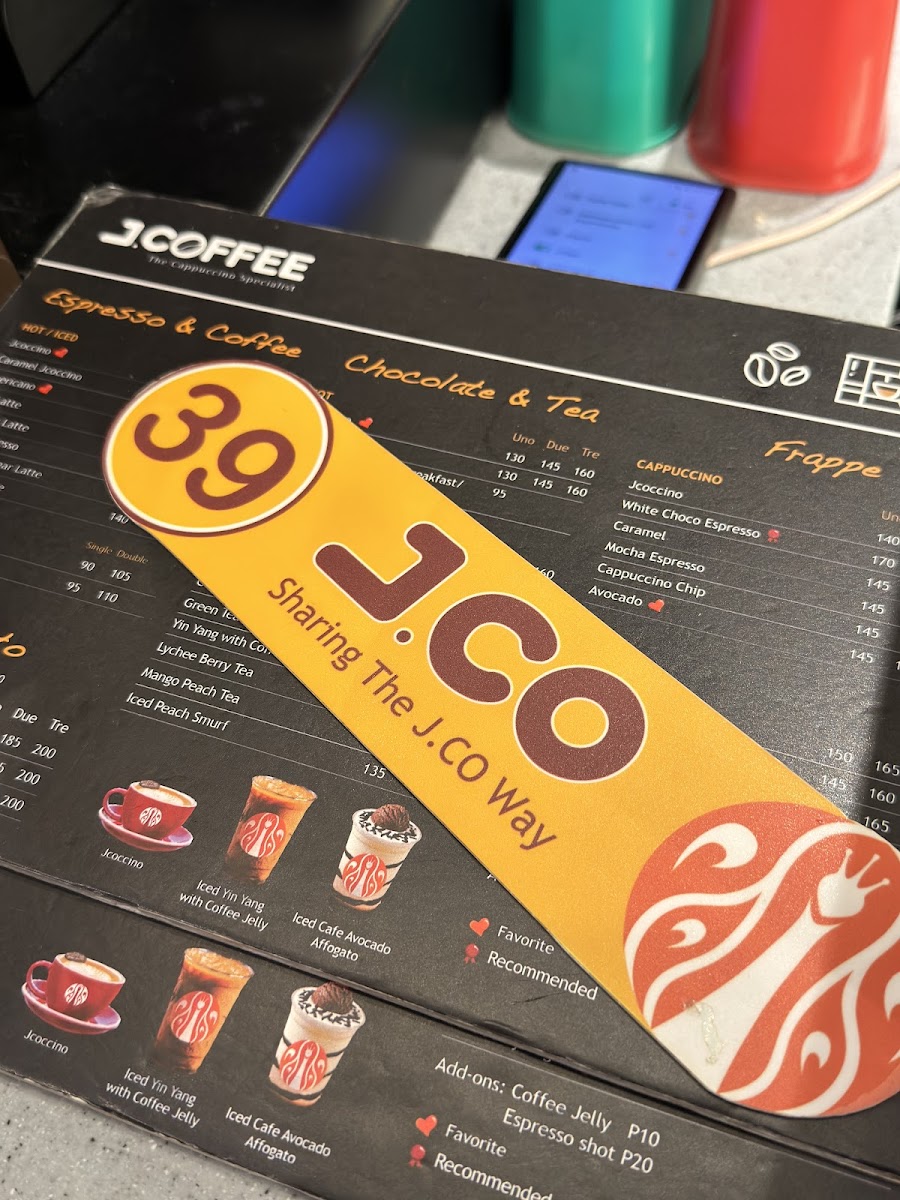 J.COFFEE
The Cappuccino Specialist
Espresso & Coffee
HOT / ICED
Jcoccino
Caramel Jcoccino
Latte
140
Single Double
90 105
95 110
Due Tre
185 200
200
200
Chocolate & Tea
Uno Due Tre
130 145 160
130 145 160
95
Green Tea
Yin Yang with
Lychee Berry Tea
Mango Peach Tea
Iced Peach Smurf
135
Frappe
CAPPUCCINO
Jcoccino 140
White Choco Espresso 170
Caramel 145
Mocha Espresso 145
Cappuccino Chip 145
Avocado 145
150 165
145 160
165
39
J.CO
Sharing The J.CO Way
Jcoccino
Iced Yin Yang
with Coffee Jelly
Iced Cafe Avocado
Affogato
Favorite
Recommended
Jcoccino
Iced Yin Yang
with Coffee Jelly
Iced Cafe Avocado
Affogato
Add-ons: Coffee Jelly P10
Espresso shot P20
Favorite
Recommended